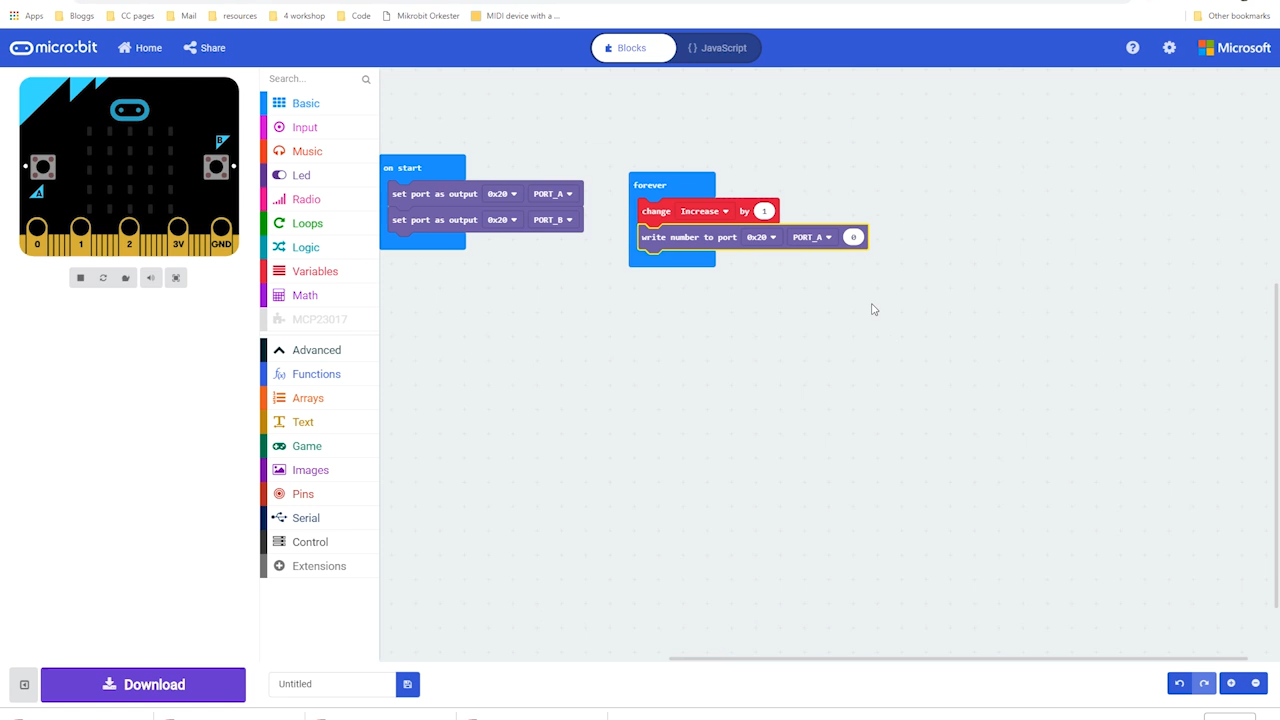 Apps Bloggs CC pages Mail resources 4 workshop Code Mikrobit Orkester MIDI device with a ... Other bookmarks
micro:bit Home Share Blocks {} JavaScript ? Microsoft
Search...
Basic
Input
Music
Led
Radio
Loops
Logic
Variables
Math
MCP23017
Advanced
Functions
Arrays
Text
Game
Images
Pins
Serial
Control
Extensions
B
A
0 1 2 3V GND
on start
set port as output 0x20 PORT_A
set port as output 0x20 PORT_B
forever
change Increase by 1
write number to port 0x20 PORT_A 0
Download
Untitled